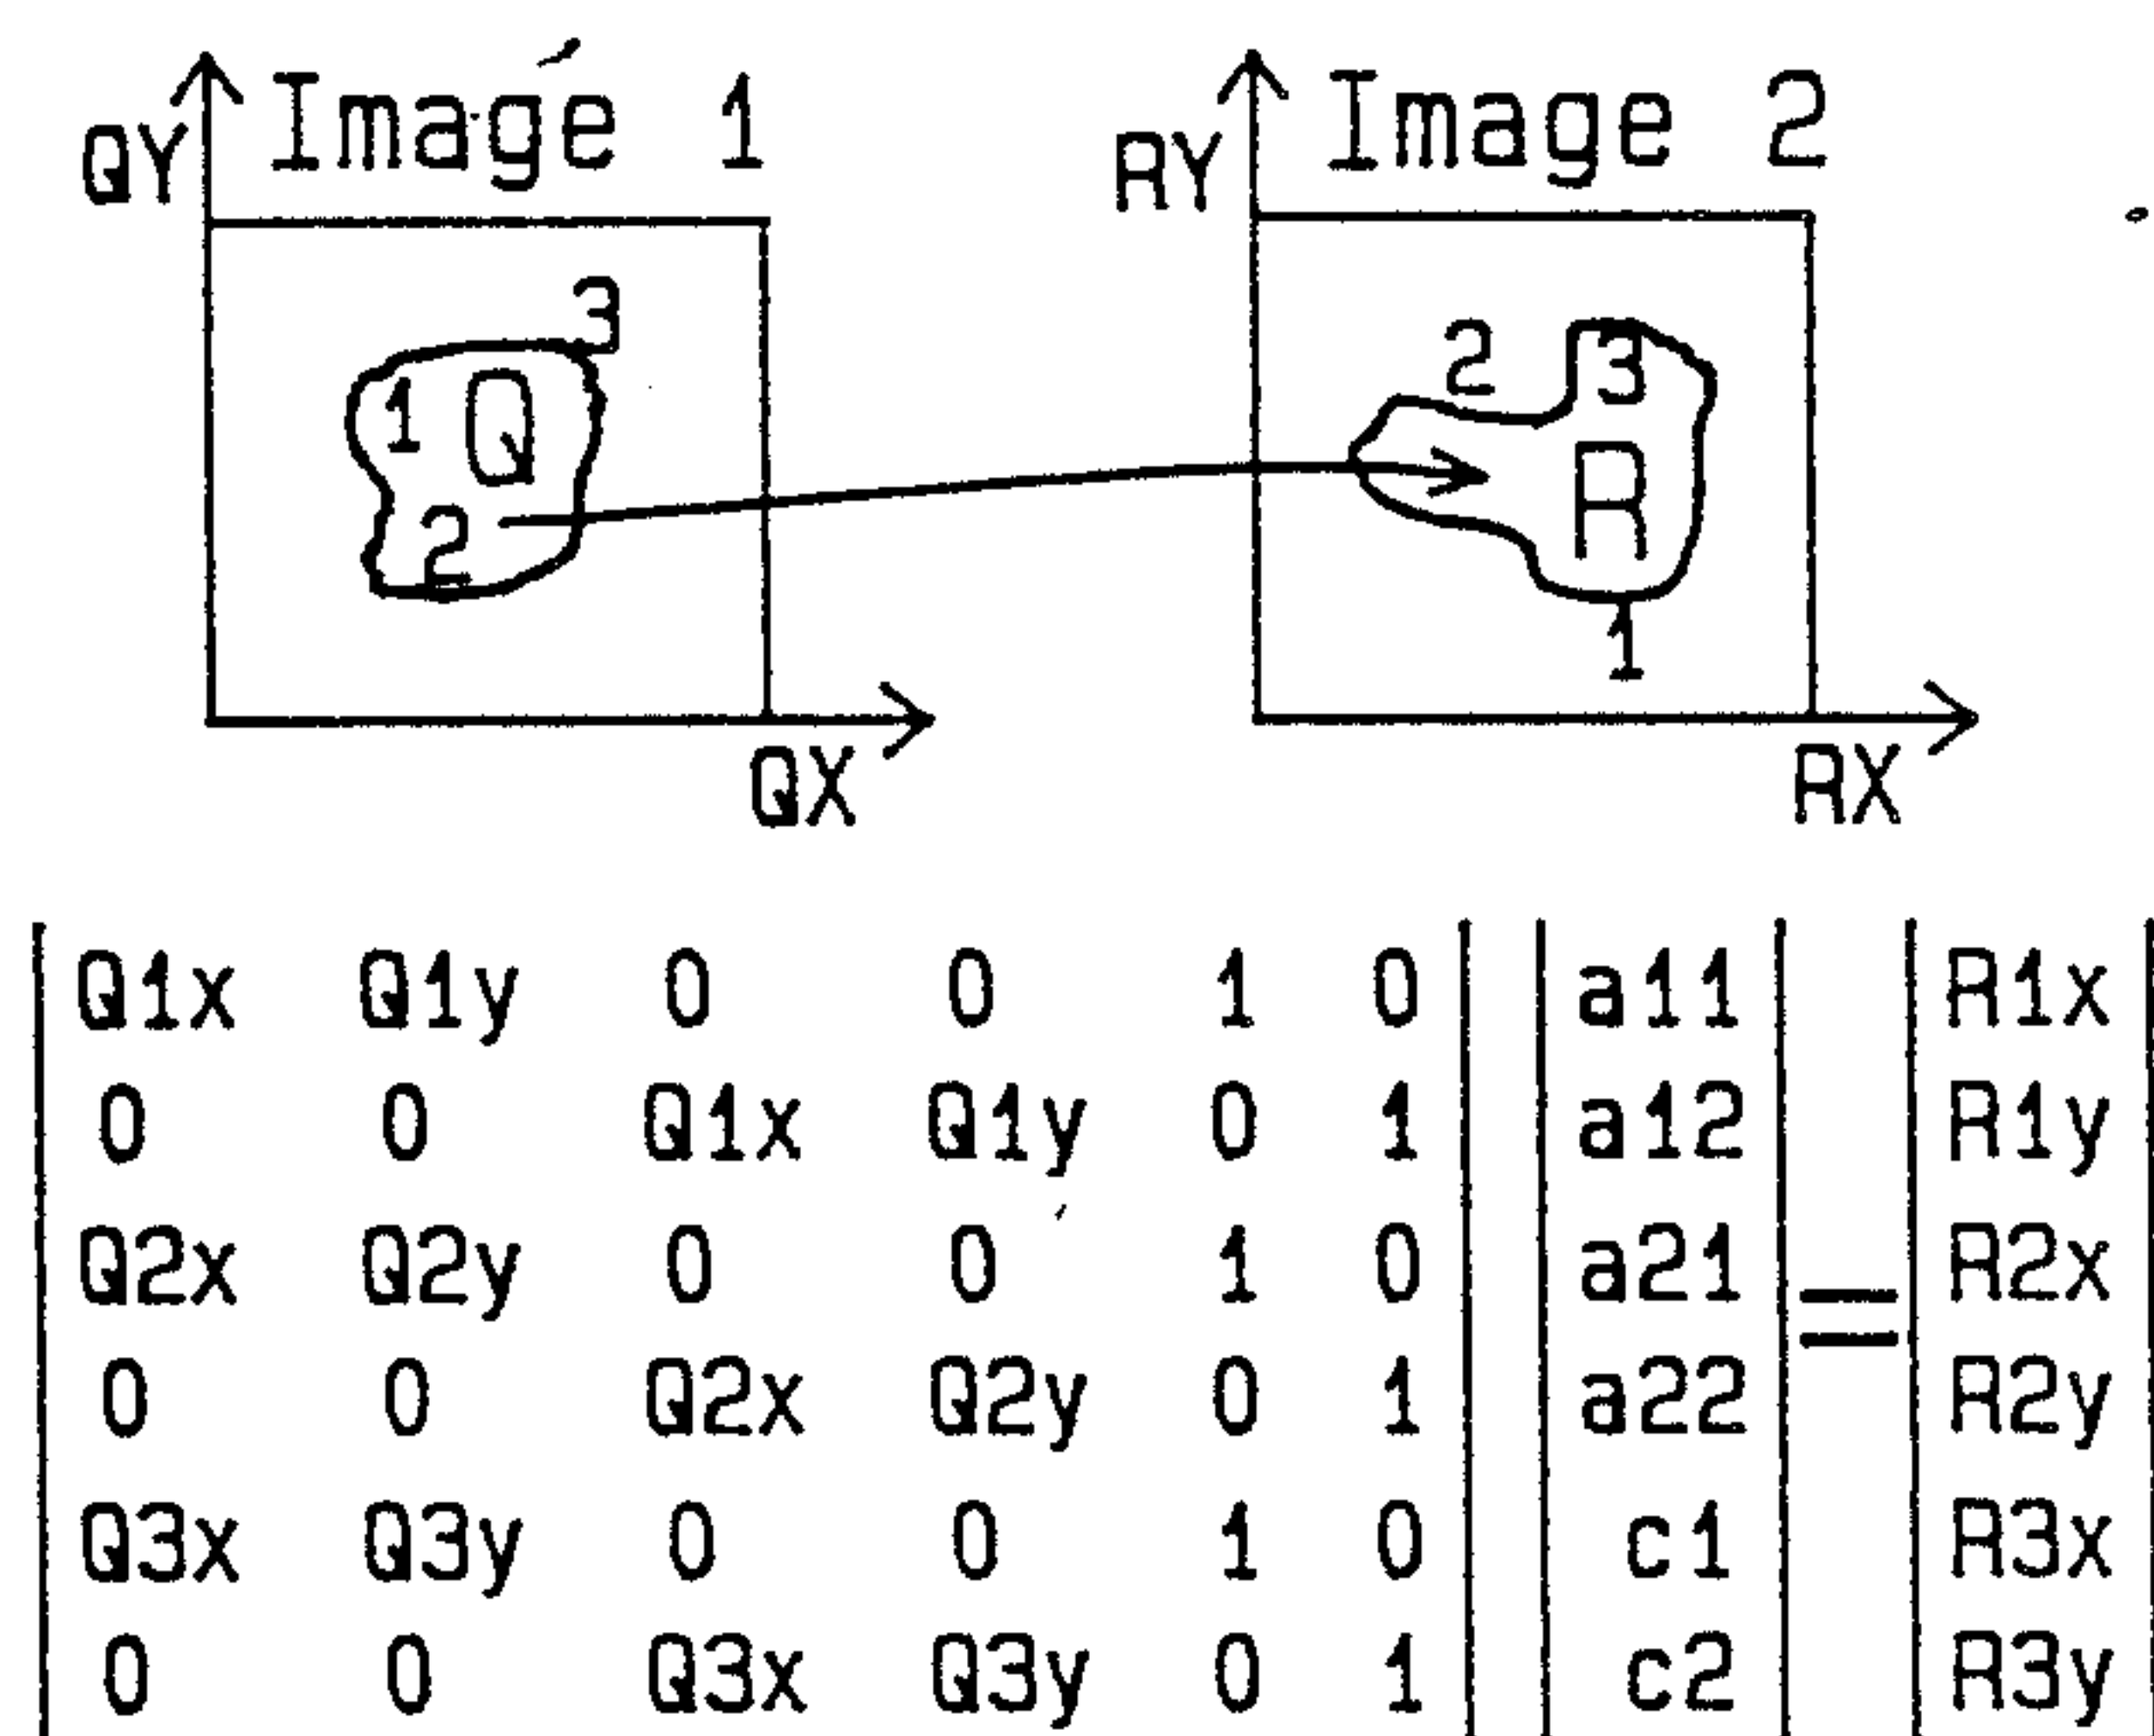 Image 1
QY
3
1 Q
2
QX
Image 2
RY
2 3
R
1
RX
Q1x Q1y 0 0 1 0 a11 R1x
0 0 Q1x Q1y 0 1 a12 R1y
Q2x Q2y 0 0 1 0 a21 = R2x
0 0 Q2x Q2y 0 1 a22 R2y
Q3x Q3y 0 0 1 0 c1 R3x
0 0 Q3x Q3y 0 1 c2 R3y